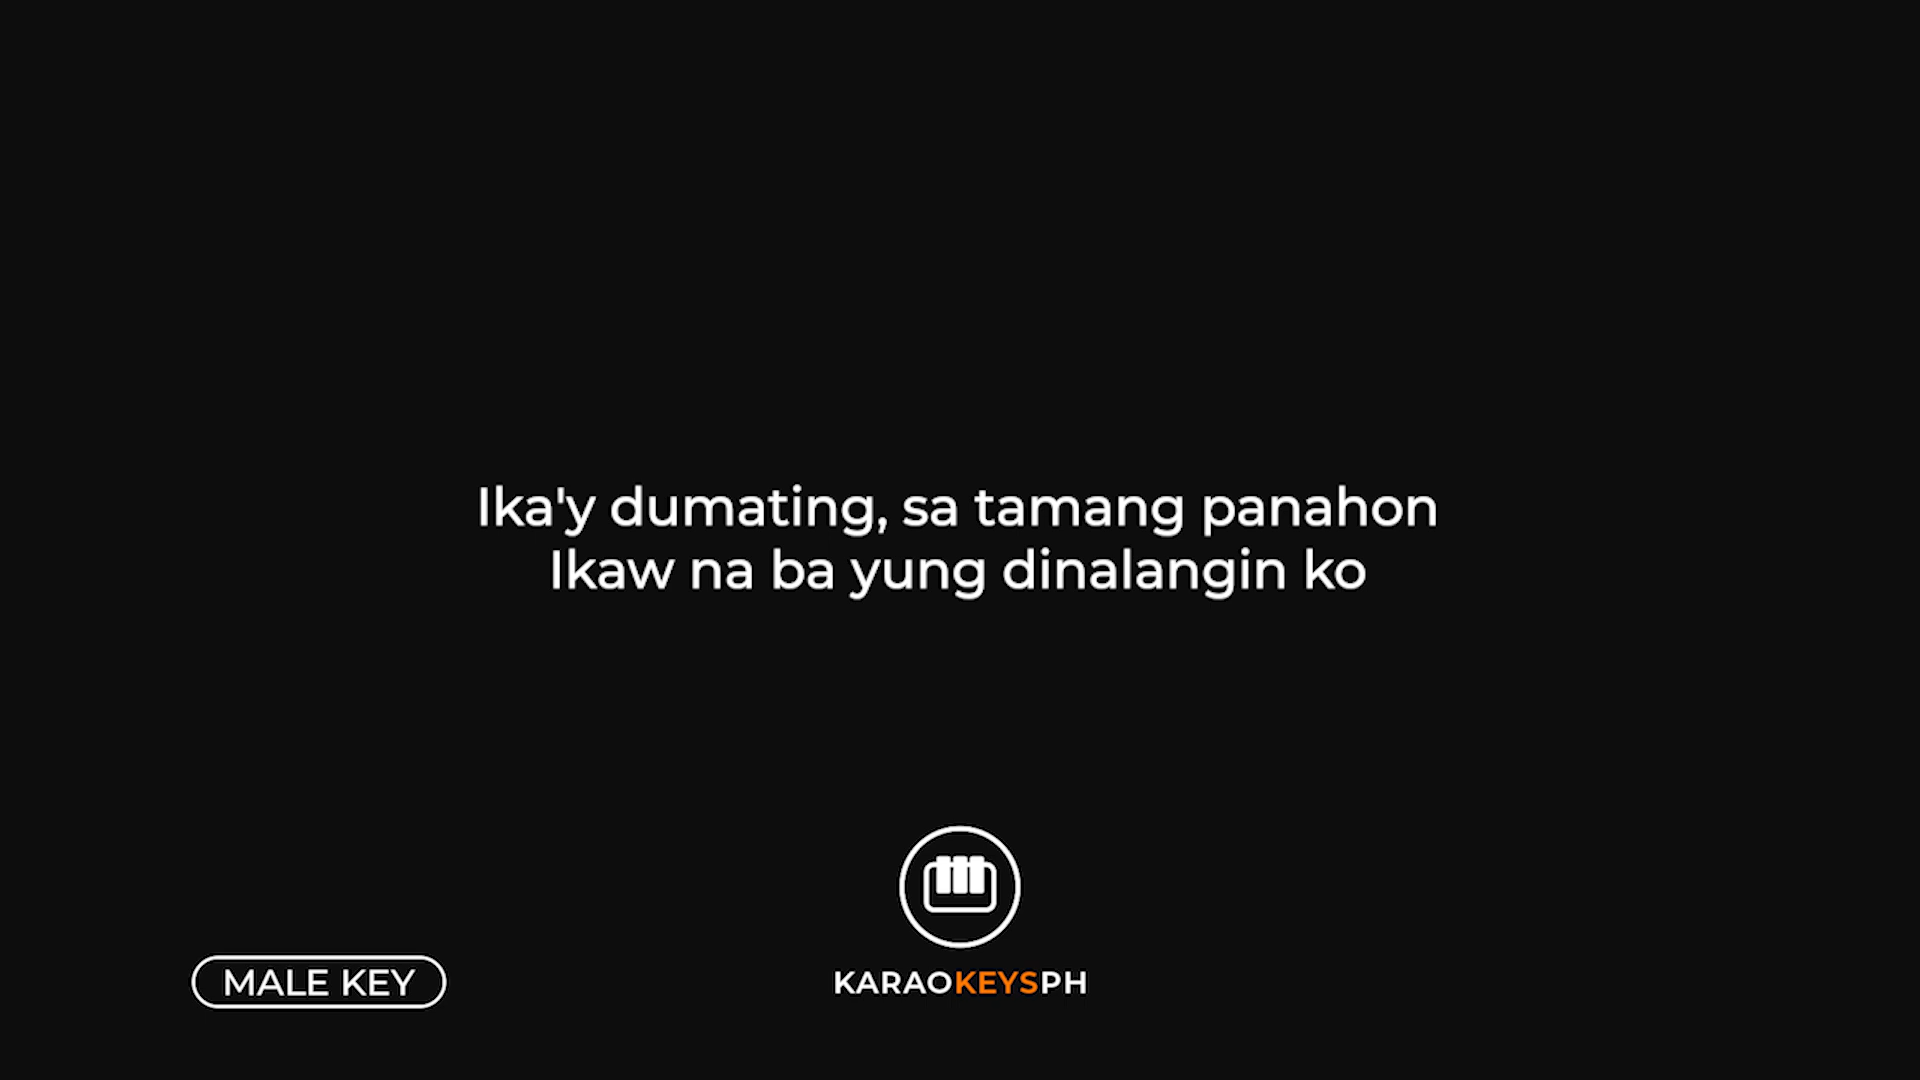 Ika'y dumating, sa tamang panahon
Ikaw na ba yung dinalangin ko
MALE KEY
KARAOKEYSPH